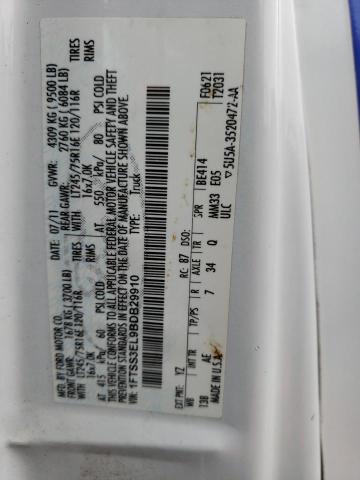 MFD. BY FORD MOTOR CO.
07/11 GVWR: 4309 KG ( 9500 LB)
FRONT GAWR: 1678 KG (3700 LB) REAR GAWR: 2760 KG (6084 LB)
LT245/75R16E 120/116R TIRES WITH LT245/75R16E 120/116R TIRES
16x7.0K RIMS 16x7.0K RIMS
AT 415 kPa/ 60 PSI COLD AT 550 kPa/ 80 PSI COLD
THIS VEHICLE CONFORMS TO ALL APPLICABLE FEDERAL MOTOR VEHICLE SAFETY AND THEFT
PREVENTION STANDARDS IN EFFECT ON THE DATE OF MANUFACTURE SHOWN ABOVE.
VIN: 1FTSS3EL9BDB29910
TYPE: Truck
F0621
T2031
EXT PNT: YZ RC: 87 DSO: 1BE414
WB INT TR TP/PS R AXLE TR SPR
138 AE 7 34 Q MM33 E05
MADE IN U.S.A. ULC
5U5A-3520472-AA